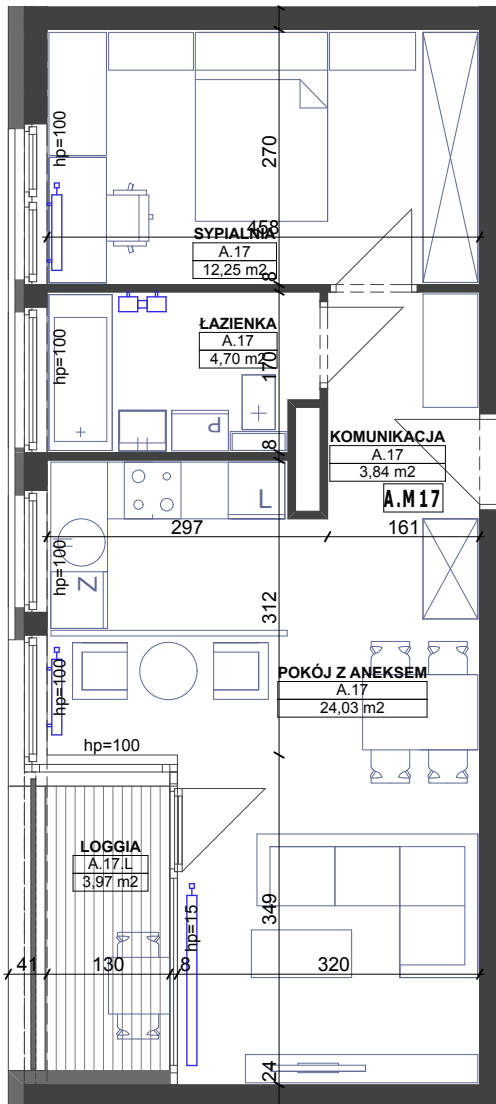 hp=100
270
458
SYPIALNIA
A.17
12,25 m2
8
ŁAZIENKA
A.17
4,70 m2
hp=100
170
P
8
KOMUNIKACJA
A.17
3,84 m2
A.M17
L
297
161
hp=100
Z
312
POKÓJ Z ANEKSEM
A.17
24,03 m2
hp=100
hp=100
LOGGIA
A.17.L
3,97 m2
349
hp=15
41
130
8
320
24